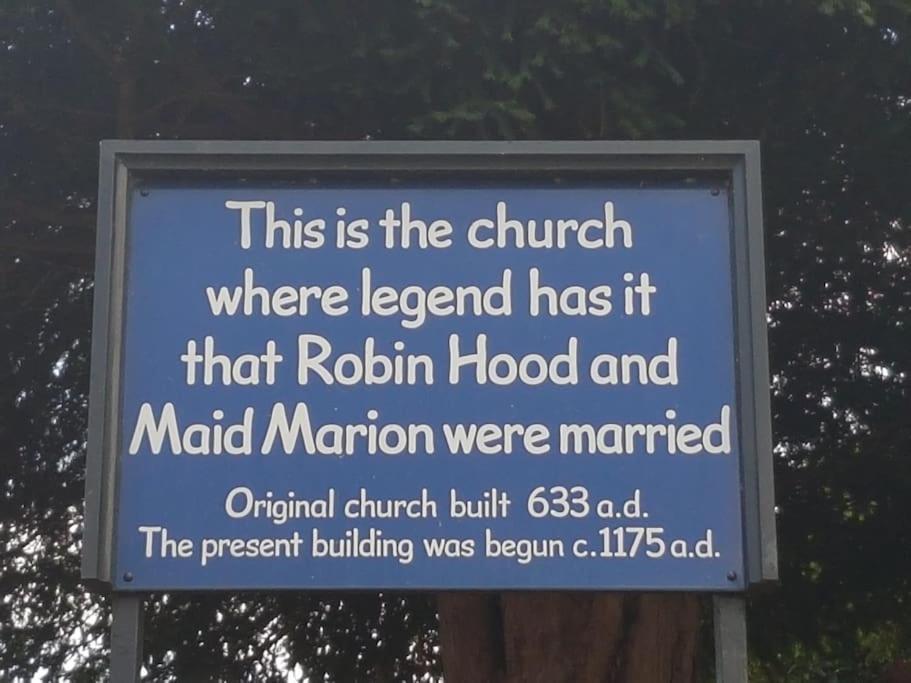 This is the church
where legend has it
that Robin Hood and
Maid Marion were married
Original church built 633 a.d.
The present building was begun c.1175 a.d.